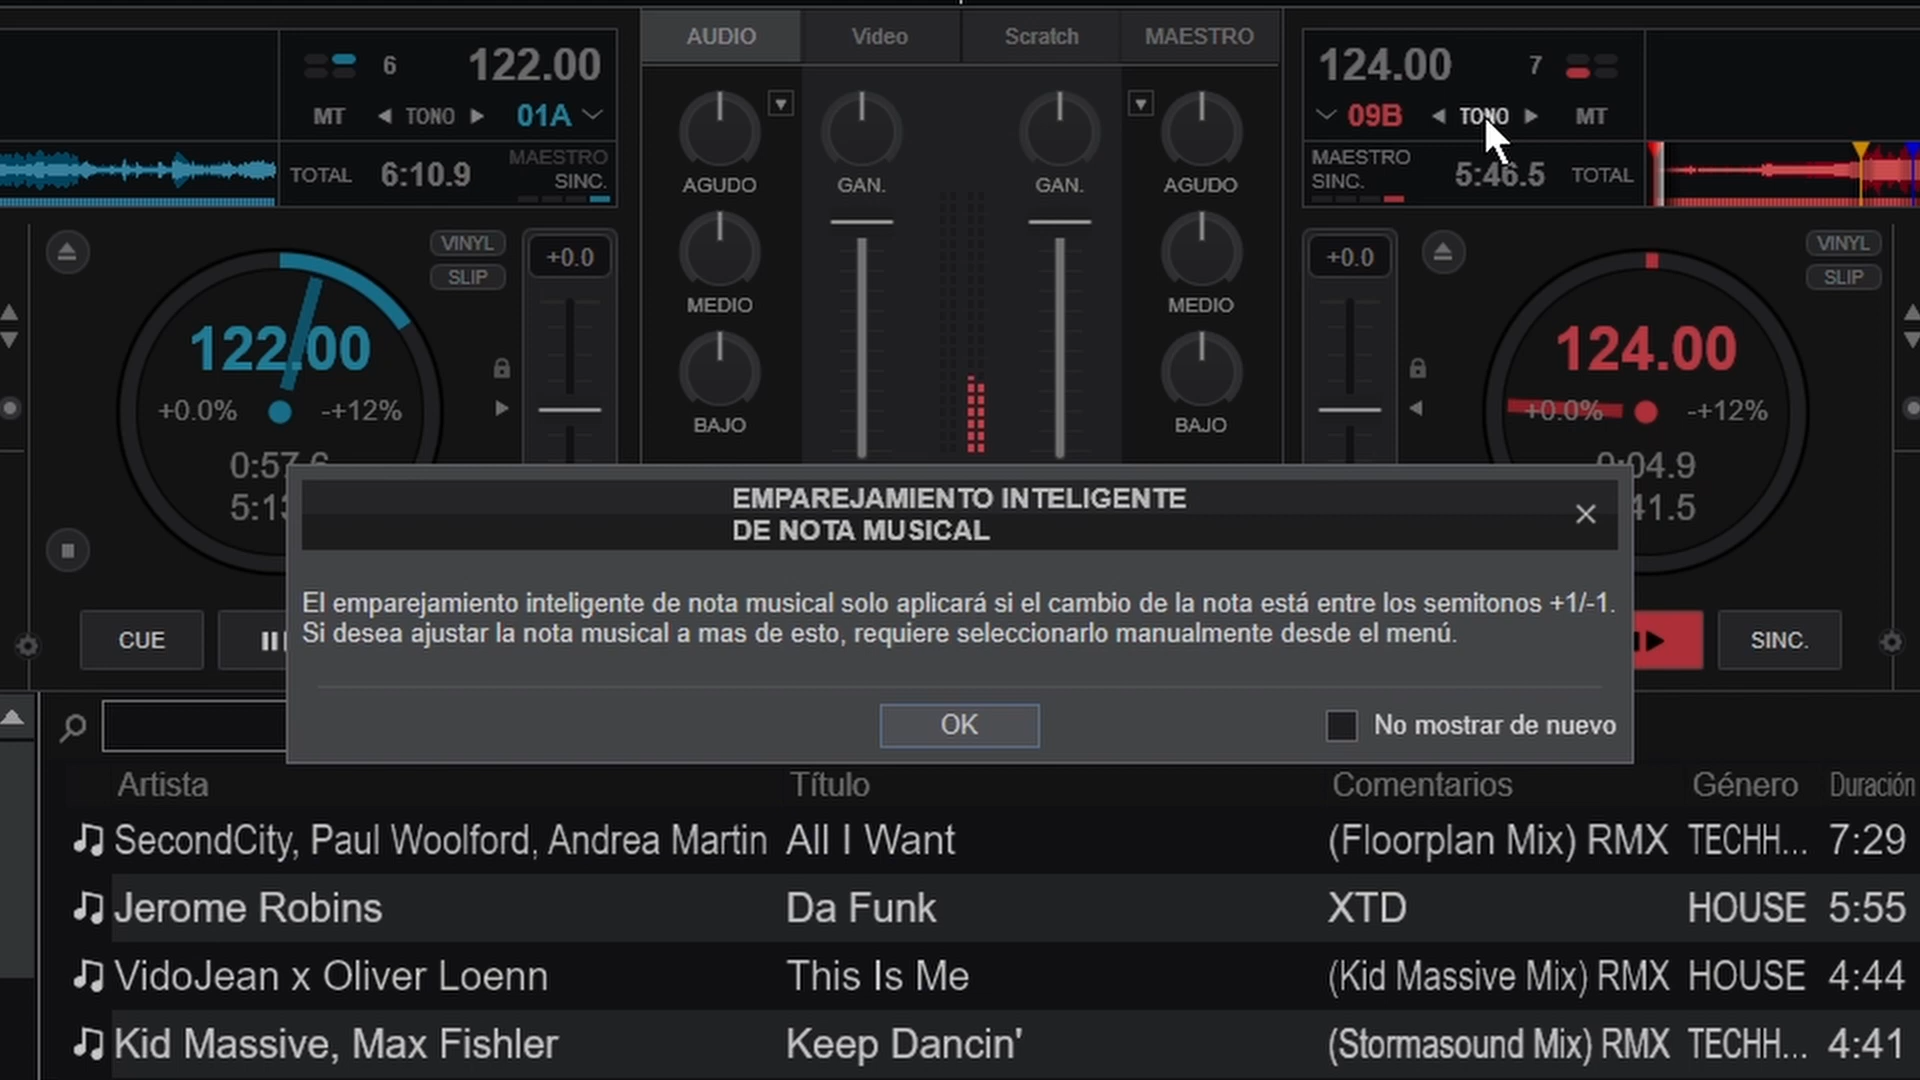 AUDIO Video Scratch MAESTRO
6 122.00
MT ◀ TONO ▶ 01A
TOTAL 6:10.9 MAESTRO
SINC.
AGUDO GAN. GAN. AGUDO
MEDIO MEDIO
BAJO BAJO
124.00 7
09B ◀ TONO ▶ MT
MAESTRO
SINC. 5:46.5 TOTAL
VINYL
SLIP
+0.0
122.00
+0.0% -+12%
0:57.6
+0.0
VINYL
SLIP
124.00
+0.0% -+12%
0:04.9
41.5
EMPAREJAMIENTO INTELIGENTE
DE NOTA MUSICAL
El emparejamiento inteligente de nota musical solo aplicará si el cambio de la nota está entre los semitonos +1/-1.
Si desea ajustar la nota musical a mas de esto, requiere seleccionarlo manualmente desde el menú.
OK No mostrar de nuevo
CUE
SINC.
Artista Título Comentarios Género Duración
SecondCity, Paul Woolford, Andrea Martin All I Want (Floorplan Mix) RMX TECHH... 7:29
Jerome Robins Da Funk XTD HOUSE 5:55
VidoJean x Oliver Loenn This Is Me (Kid Massive Mix) RMX HOUSE 4:44
Kid Massive, Max Fishler Keep Dancin' (Stormasound Mix) RMX TECHH... 4:41